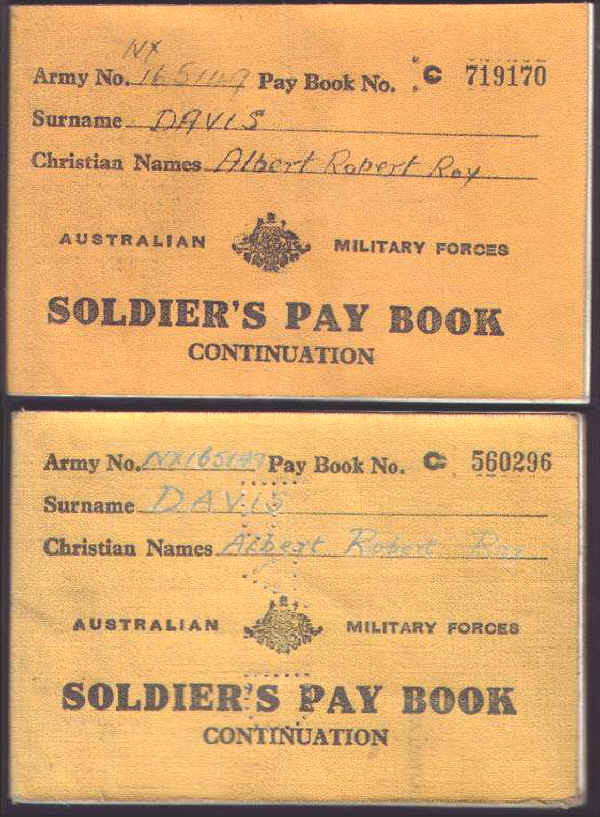 NX
Army No. 165149 Pay Book No. C 719170
Surname DAVIS
Christian Names Albert Robert Roy
AUSTRALIAN MILITARY FORCES
SOLDIER'S PAY BOOK
CONTINUATION
Army No. NX165149 Pay Book No. C 560296
Surname DAVIS
Christian Names Albert Robert Roy
AUSTRALIAN MILITARY FORCES
SOLDIER'S PAY BOOK
CONTINUATION